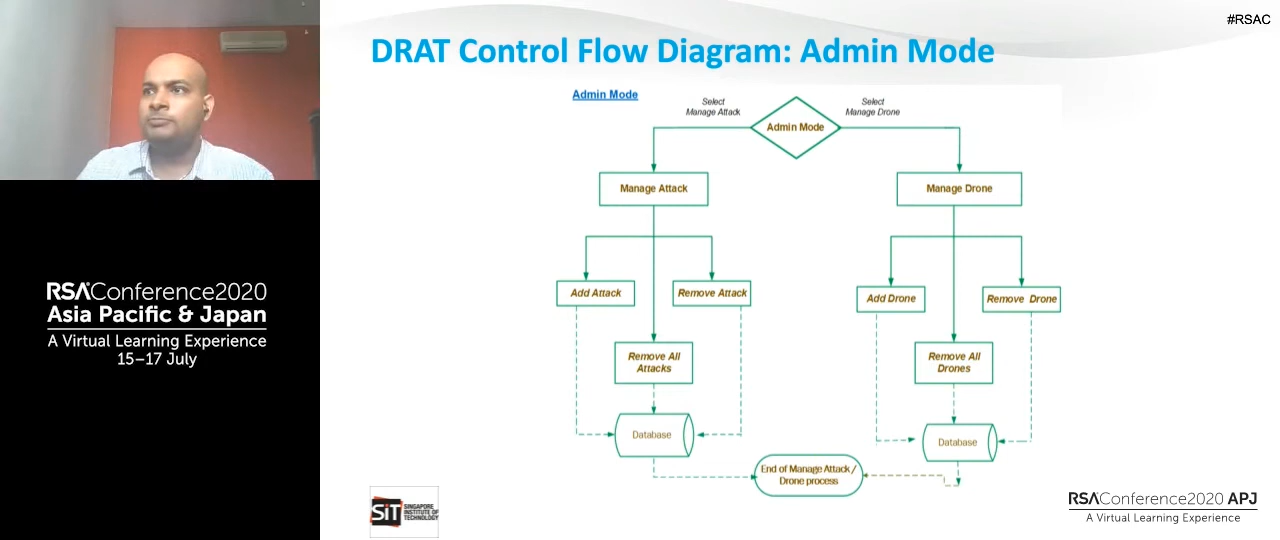 #RSAC
DRAT Control Flow Diagram: Admin Mode
Admin Mode
Select
Manage Attack
Admin Mode
Select
Manage Drone
Manage Attack
Manage Drone
Add Attack
Remove Attack
Add Drone
Remove Drone
Remove All
Attacks
Remove All
Drones
Database
Database
End of Manage Attack /
Drone process
RSAConference2020
Asia Pacific & Japan
A Virtual Learning Experience
15–17 July
SiT
SINGAPORE
INSTITUTE OF
TECHNOLOGY
RSAConference2020 APJ
A Virtual Learning Experience